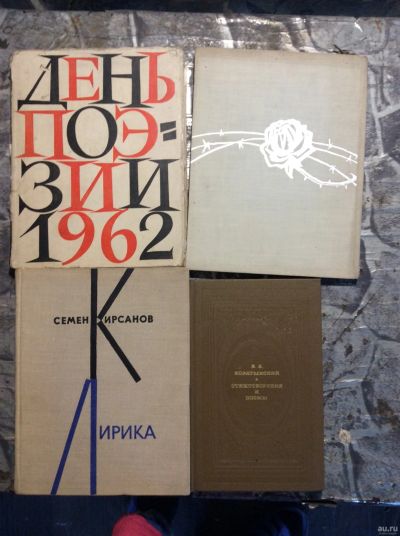 ДЕНЬ
ПОЭ=
ЗИИ
1962
СЕМЕН КИРСАНОВ
ЛИРИКА
СТИХОТВОРЕНИЯ
И
ПОЭМЫ
au.ru